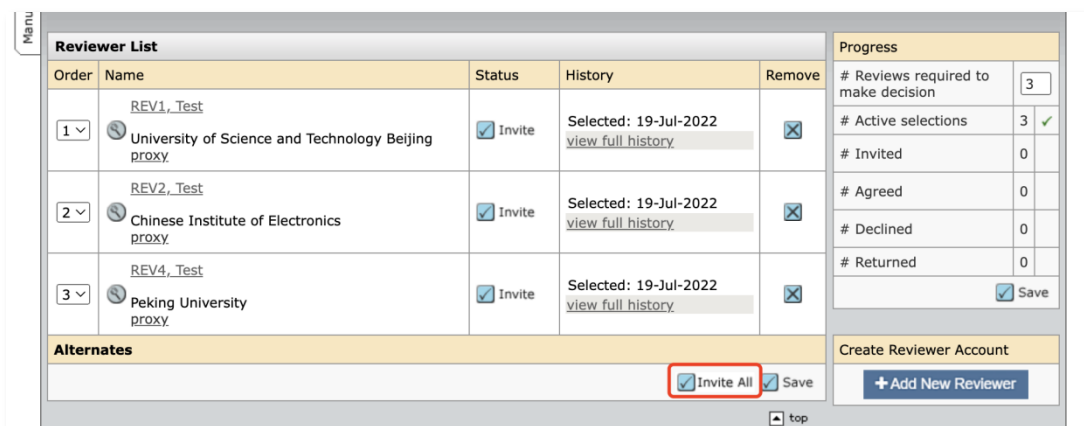 Manu
Reviewer List
Order Name Status History Remove
1
REV1, Test
University of Science and Technology Beijing
proxy
Invite
Selected: 19-Jul-2022
view full history
2
REV2, Test
Chinese Institute of Electronics
proxy
Invite
Selected: 19-Jul-2022
view full history
3
REV4, Test
Peking University
proxy
Invite
Selected: 19-Jul-2022
view full history
Alternates
Invite All Save
top
Progress
# Reviews required to
make decision
3
# Active selections 3
# Invited 0
# Agreed 0
# Declined 0
# Returned 0
Save
Create Reviewer Account
+Add New Reviewer